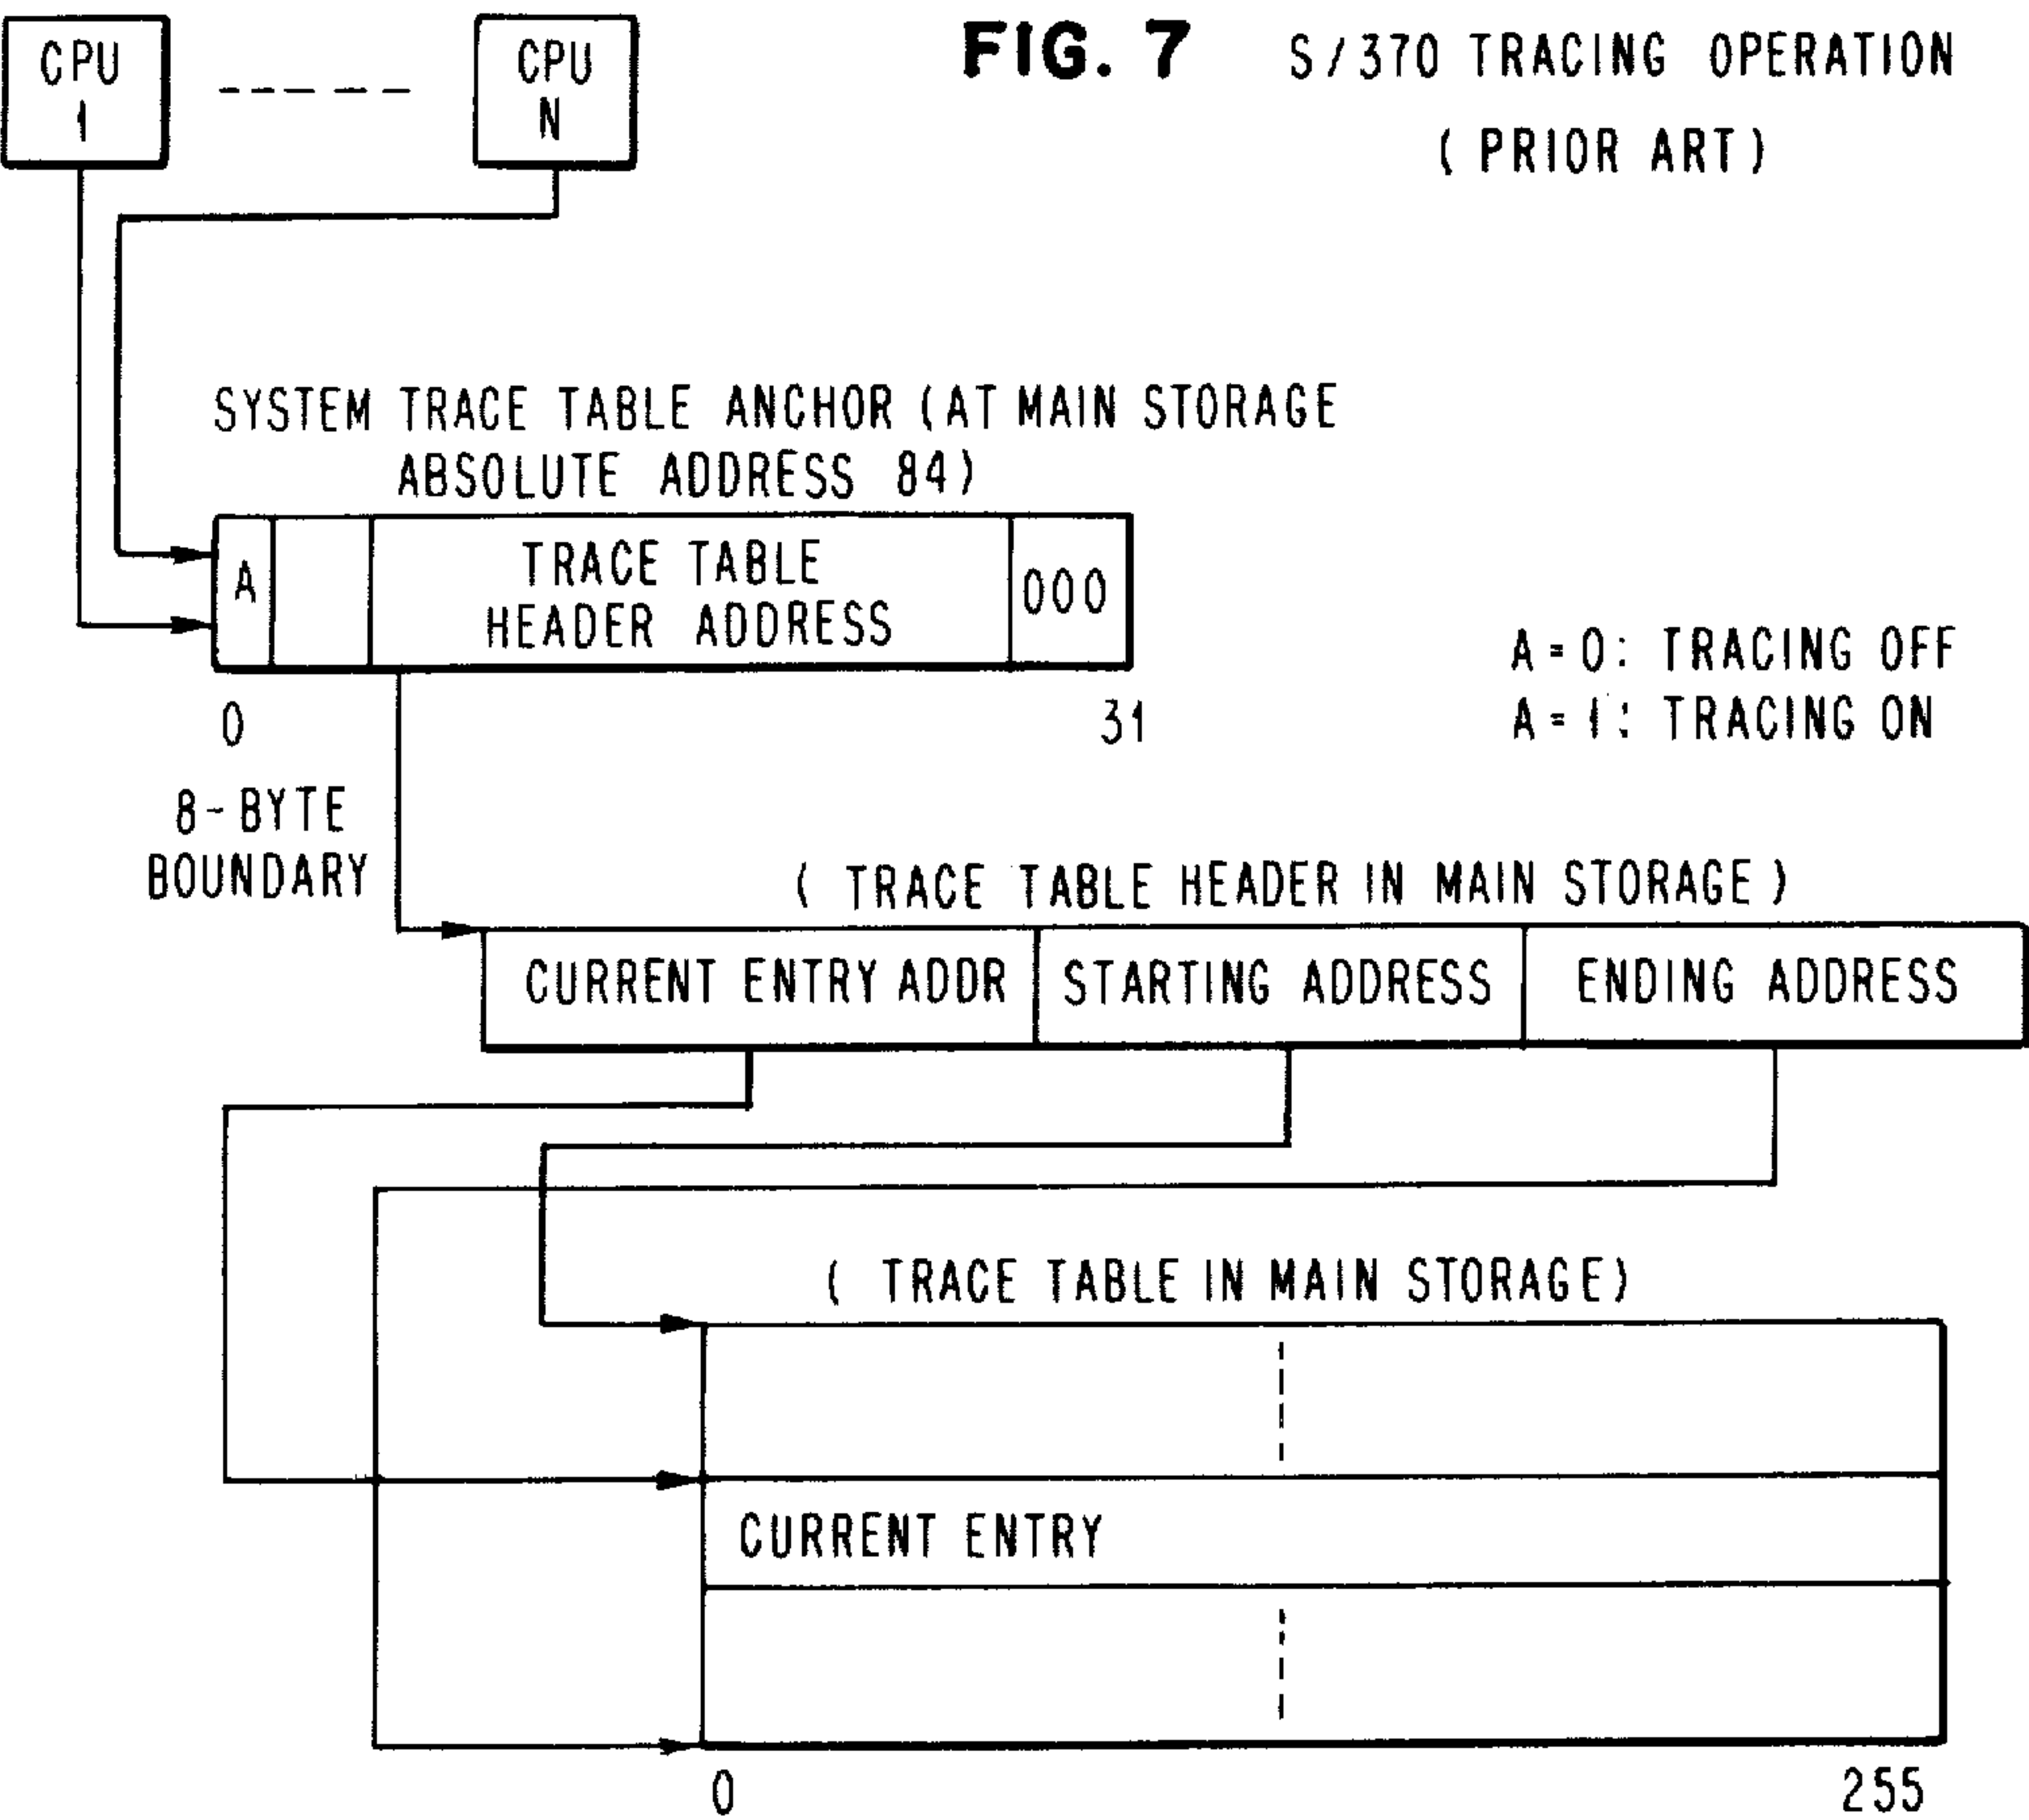 CPU
1
CPU
N
FIG. 7 S/370 TRACING OPERATION
(PRIOR ART)
SYSTEM TRACE TABLE ANCHOR (AT MAIN STORAGE
ABSOLUTE ADDRESS 84)
A
TRACE TABLE
HEADER ADDRESS
000
0
31
A=0: TRACING OFF
A=1: TRACING ON
8-BYTE
BOUNDARY
( TRACE TABLE HEADER IN MAIN STORAGE )
CURRENT ENTRY ADDR
STARTING ADDRESS
ENDING ADDRESS
( TRACE TABLE IN MAIN STORAGE)
CURRENT ENTRY
0
255